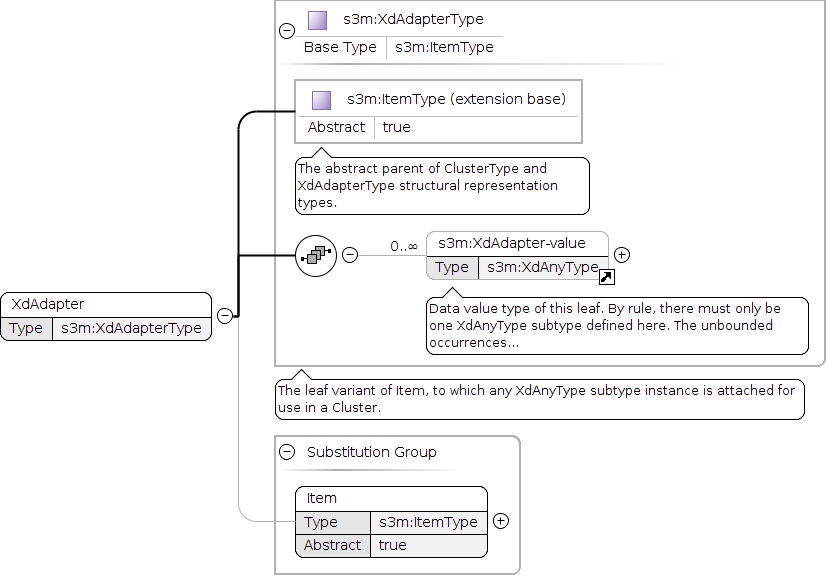 s3m:XdAdapterType
Base Type s3m:ItemType
s3m:ItemType (extension base)
Abstract true
The abstract parent of ClusterType and
XdAdapterType structural representation
types.
0..∞
s3m:XdAdapter-value
Type s3m:XdAnyType
Data value type of this leaf. By rule, there must only be
one XdAnyType subtype defined here. The unbounded
occurrences...
XdAdapter
Type s3m:XdAdapterType
The leaf variant of Item, to which any XdAnyType subtype instance is attached for
use in a Cluster.
Substitution Group
Item
Type s3m:ItemType
Abstract true